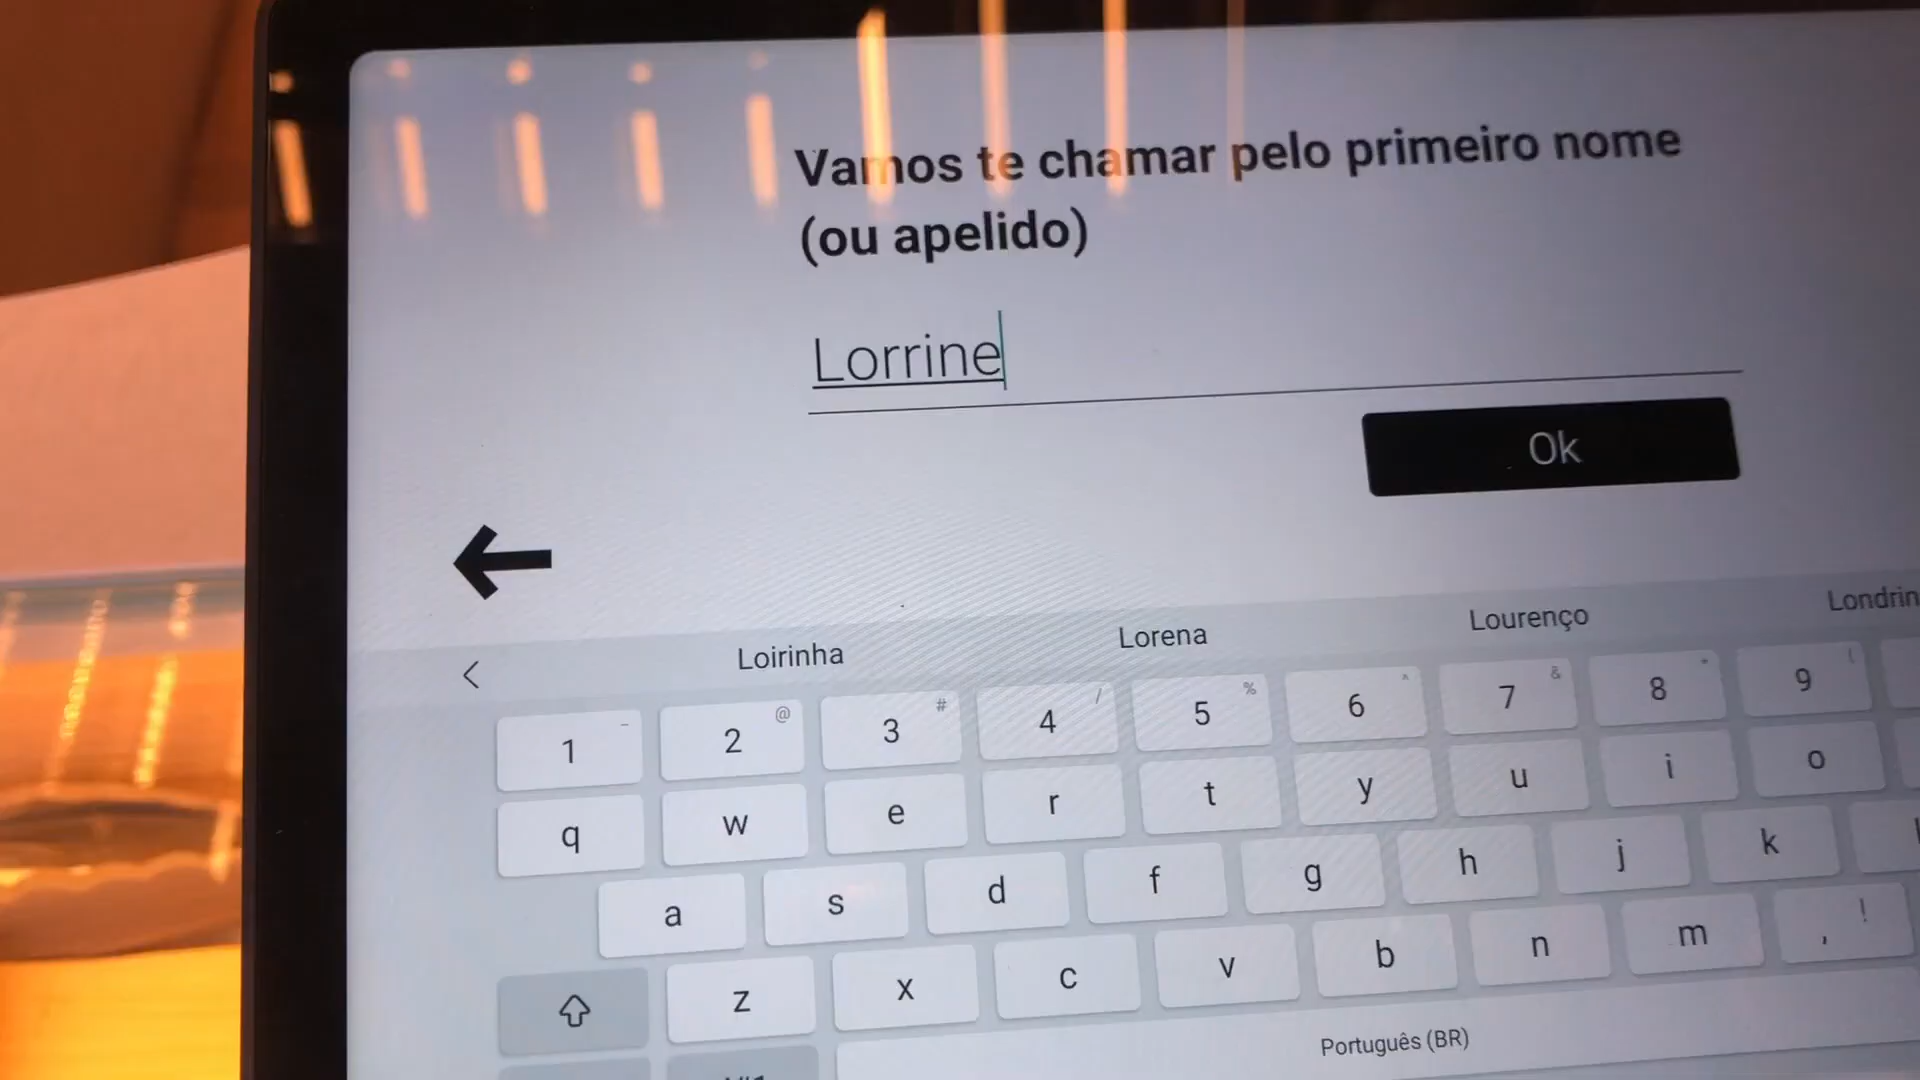 Vamos te chamar pelo primeiro nome
(ou apelido)
Lorrine
Ok
< Loirinha Lorena Lourenço
1 2 @ 3 # 4 / 5 % 6 ^ 7 & 8 * 9 (
q w e r t y u i o
a s d f g h j k
z x c v b n m , !
Português (BR)